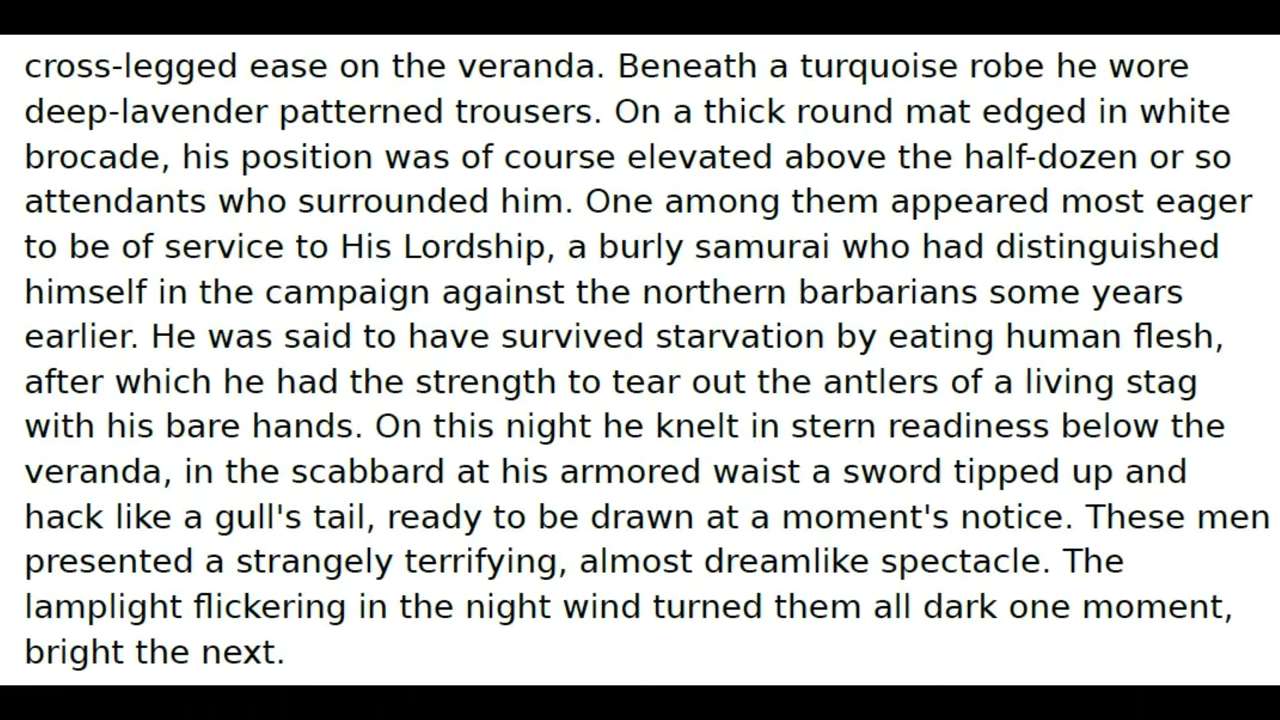 cross-legged ease on the veranda. Beneath a turquoise robe he wore
deep-lavender patterned trousers. On a thick round mat edged in white
brocade, his position was of course elevated above the half-dozen or so
attendants who surrounded him. One among them appeared most eager
to be of service to His Lordship, a burly samurai who had distinguished
himself in the campaign against the northern barbarians some years
earlier. He was said to have survived starvation by eating human flesh,
after which he had the strength to tear out the antlers of a living stag
with his bare hands. On this night he knelt in stern readiness below the
veranda, in the scabbard at his armored waist a sword tipped up and
hack like a gull's tail, ready to be drawn at a moment's notice. These men
presented a strangely terrifying, almost dreamlike spectacle. The
lamplight flickering in the night wind turned them all dark one moment,
bright the next.